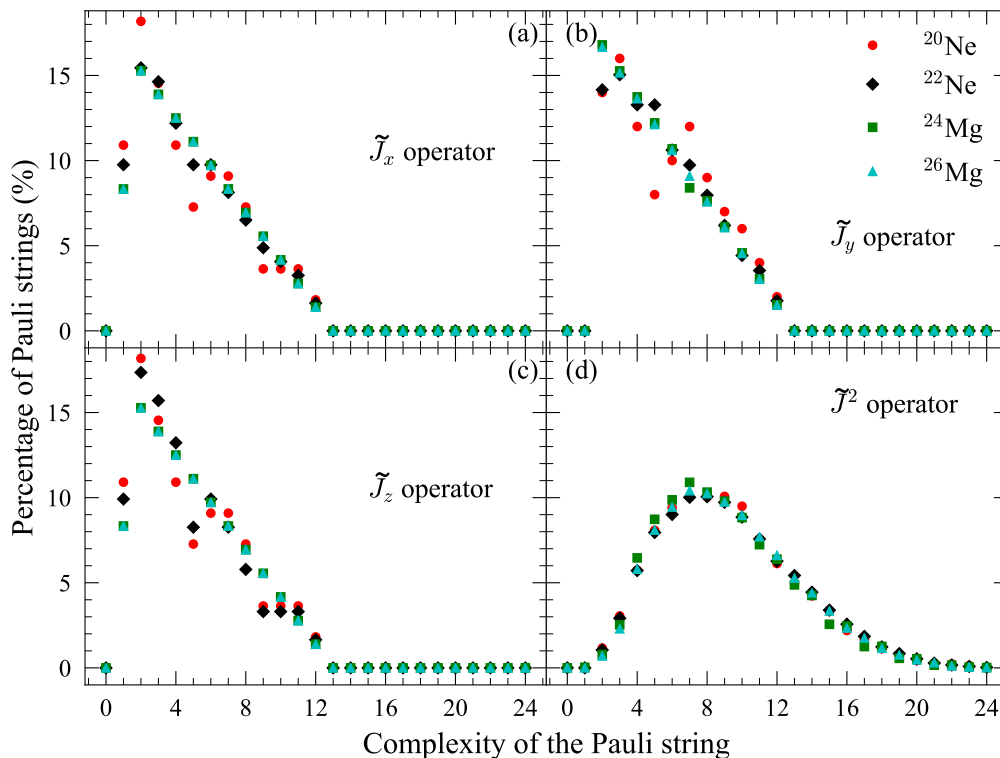 (a)
(b)
²⁰Ne
²²Ne
²⁴Mg
²⁶Mg
J̃ₓ operator
J̃ᵧ operator
15
10
5
0
(c)
(d)
J̃² operator
J̃_z operator
15
10
5
0
0 4 8 12 16 20 24
0 4 8 12 16 20 24
Percentage of Pauli strings (%)
Complexity of the Pauli string